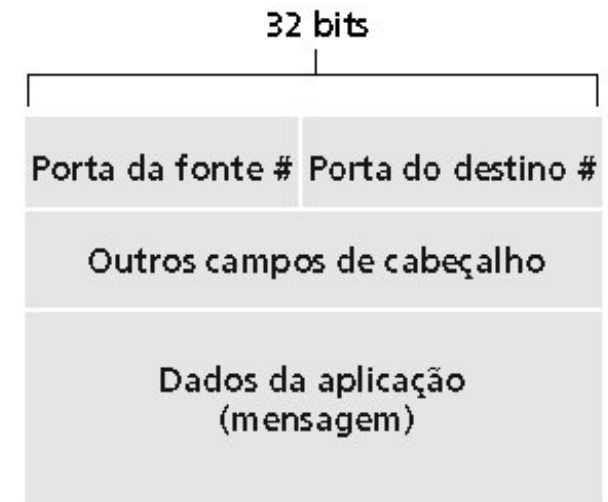 32 bits
Porta da fonte # Porta do destino #
Outros campos de cabeçalho
Dados da aplicação
(mensagem)